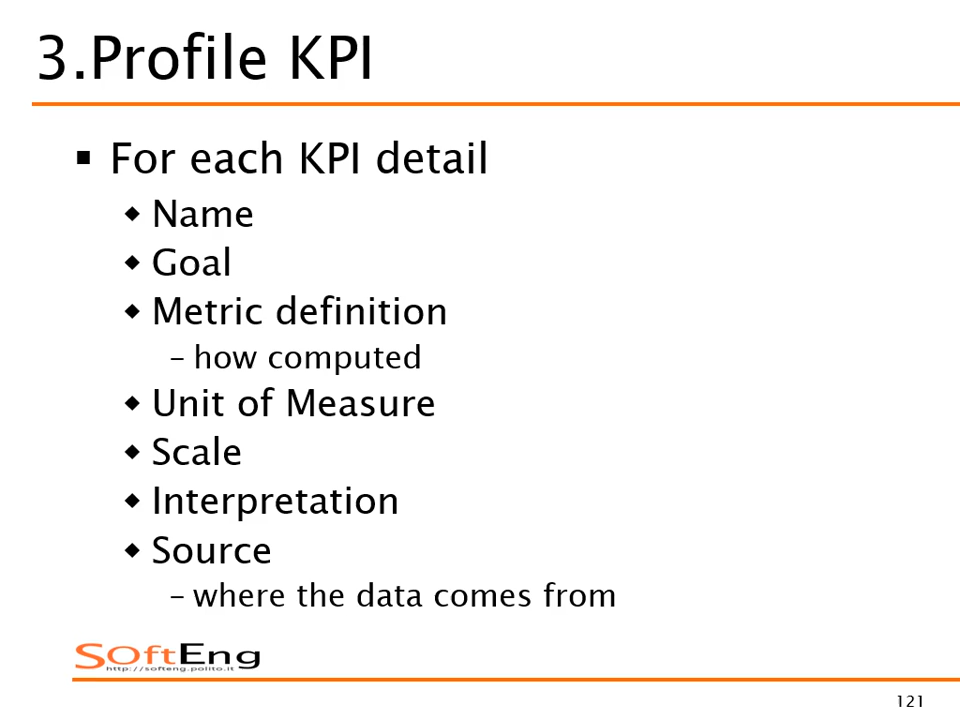 3.Profile KPI
▪ For each KPI detail
◆ Name
◆ Goal
◆ Metric definition
– how computed
◆ Unit of Measure
◆ Scale
◆ Interpretation
◆ Source
– where the data comes from
SOftEng
http://softeng.polito.it
121